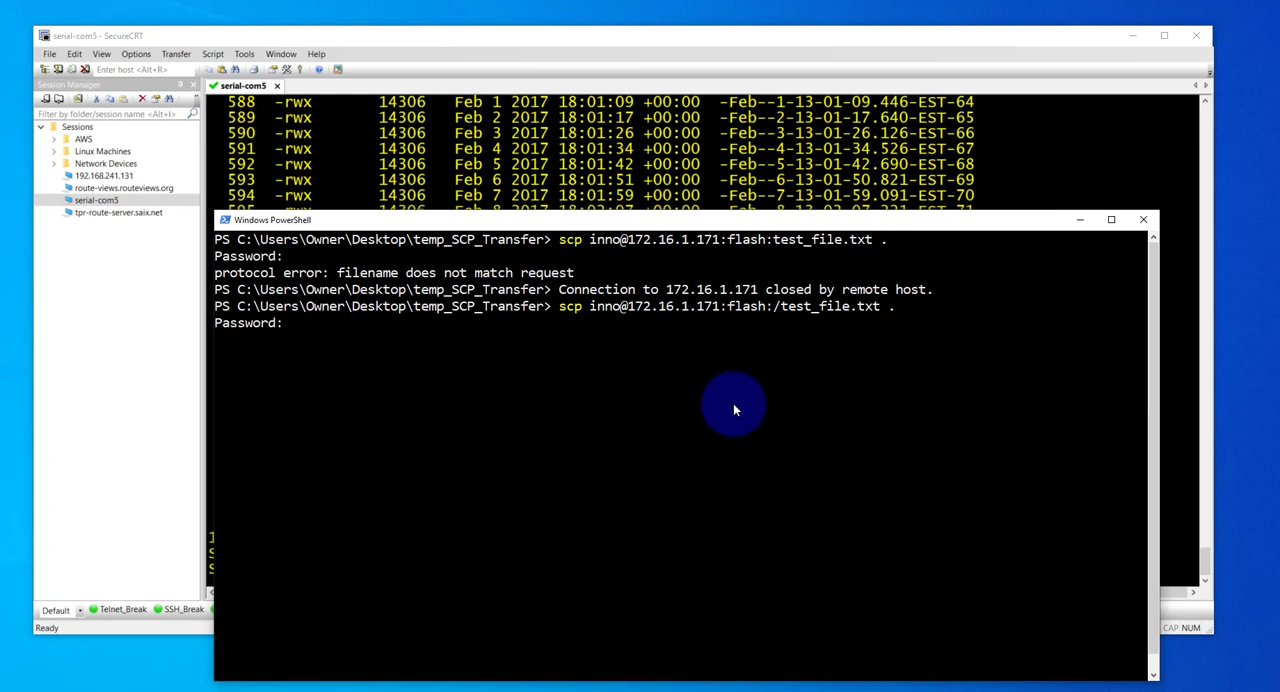 serial-com5 - SecureCRT
File Edit View Options Transfer Script Tools Window Help
Enter host <Alt+R>
Session Manager
serial-com5
Filter by folder/session name <Alt+I>
Sessions
AWS
Linux Machines
Network Devices
192.168.241.131
route-views.routeviews.org
serial-com5
tpr-route-server.saix.net
588 -rwx 14306 Feb 1 2017 18:01:09 +00:00 -Feb--1-13-01-09.446-EST-64
589 -rwx 14306 Feb 2 2017 18:01:17 +00:00 -Feb--2-13-01-17.640-EST-65
590 -rwx 14306 Feb 3 2017 18:01:26 +00:00 -Feb--3-13-01-26.126-EST-66
591 -rwx 14306 Feb 4 2017 18:01:34 +00:00 -Feb--4-13-01-34.526-EST-67
592 -rwx 14306 Feb 5 2017 18:01:42 +00:00 -Feb--5-13-01-42.690-EST-68
593 -rwx 14306 Feb 6 2017 18:01:51 +00:00 -Feb--6-13-01-50.821-EST-69
594 -rwx 14306 Feb 7 2017 18:01:59 +00:00 -Feb--7-13-01-59.091-EST-70
Windows PowerShell
PS C:\Users\Owner\Desktop\temp_SCP_Transfer> scp inno@172.16.1.171:flash:test_file.txt .
Password:
protocol error: filename does not match request
PS C:\Users\Owner\Desktop\temp_SCP_Transfer> Connection to 172.16.1.171 closed by remote host.
PS C:\Users\Owner\Desktop\temp_SCP_Transfer> scp inno@172.16.1.171:flash:/test_file.txt .
Password:
Default Telnet_Break SSH_Break
Ready CAP NUM